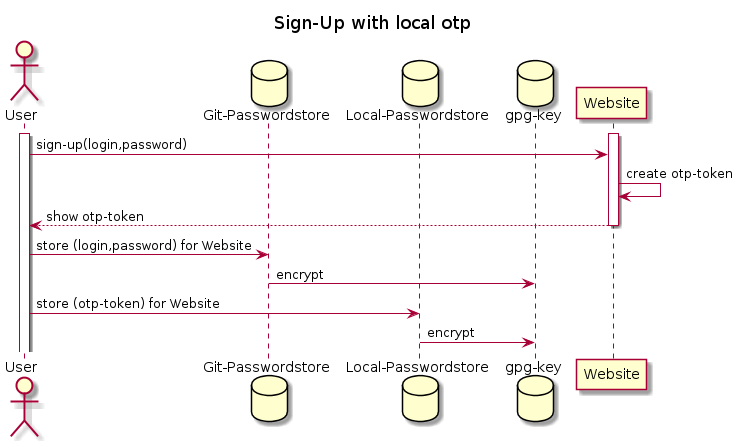 Sign-Up with local otp
User
Git-Passwordstore
Local-Passwordstore
gpg-key
Website
sign-up(login,password)
create otp-token
show otp-token
store (login,password) for Website
encrypt
store (otp-token) for Website
encrypt
User
Git-Passwordstore
Local-Passwordstore
gpg-key
Website